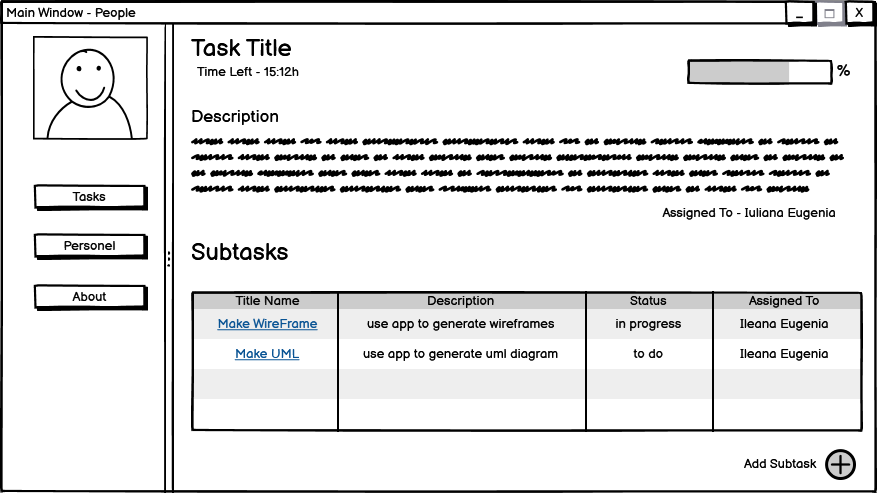 Main Window - People
Tasks
Personel
About
Task Title
Time Left - 15:12h
%
Description
Assigned To - Iuliana Eugenia
Subtasks
Title Name Description Status Assigned To
Make WireFrame use app to generate wireframes in progress Ileana Eugenia
Make UML use app to generate uml diagram to do Ileana Eugenia
Add Subtask